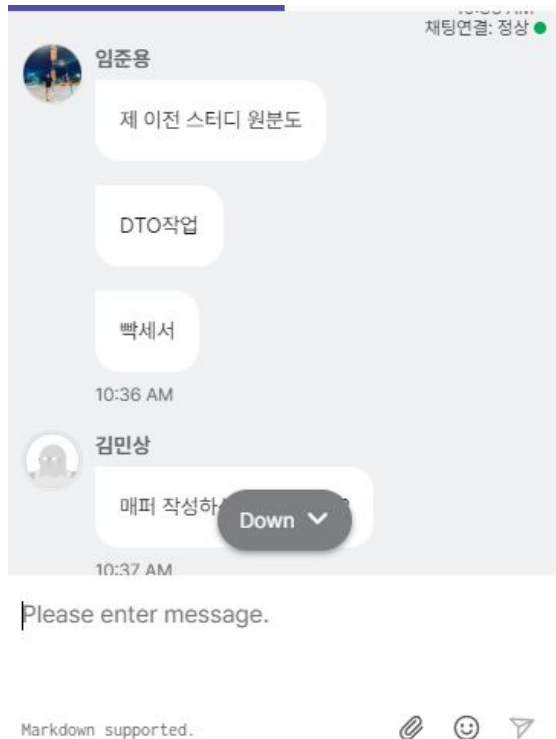 채팅연결: 정상
임준용
제 이전 스터디 원분도
DTO작업
빡세서
10:36 AM
김민상
매퍼 작성하
Down
10:37 AM
Please enter message.
Markdown supported.